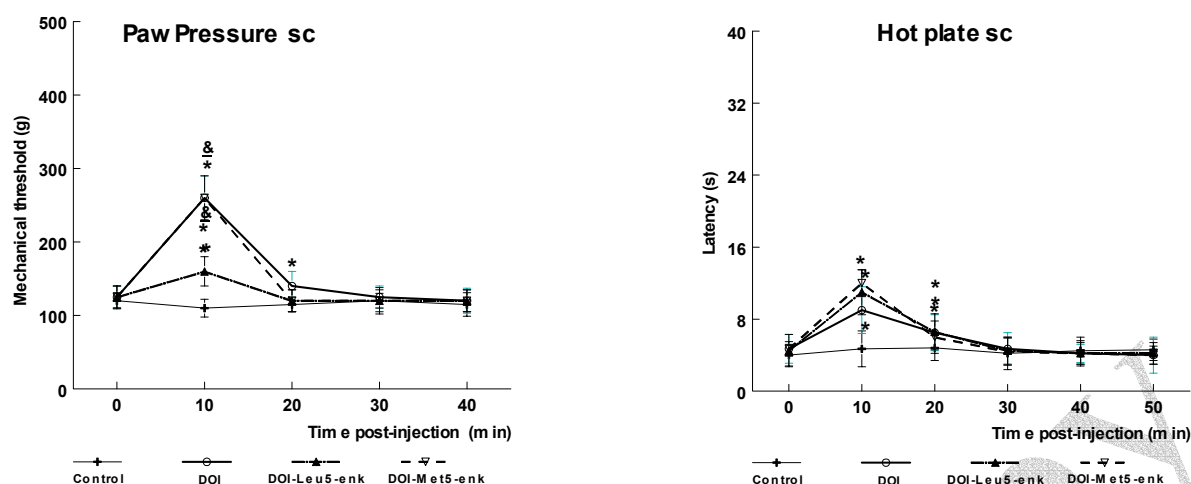 Paw Pressure sc
500
400
300
200
100
0
Mechanical threshold (g)
&
*
&
*
**
*
0 10 20 30 40
Tim e post-injection (m in)
Control DOI DOI-Leu5-enk DOI-Met5-enk
Hot plate sc
40
32
24
16
8
0
Latency (s)
*
*
*
*
*
*
0 10 20 30 40 50
Tim e post-injection (m in)
Control DOI DOI-Leu5-enk DOI-Met5-enk